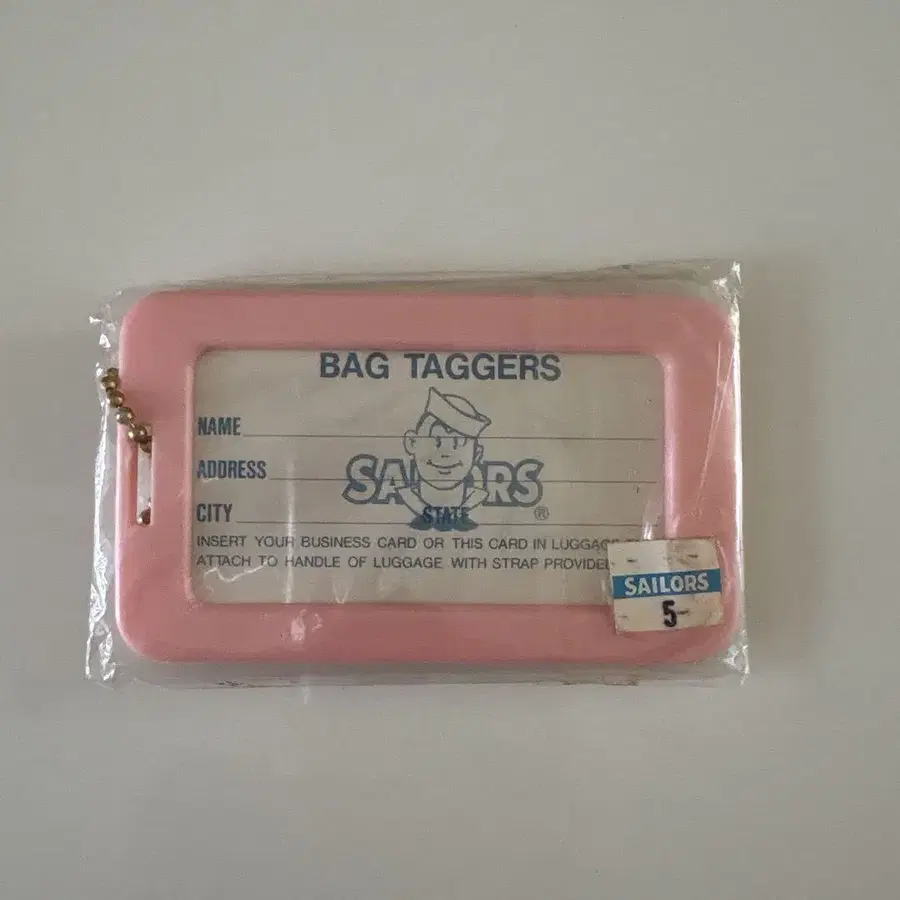 BAG TAGGERS
NAME
ADDRESS
SAILORS
CITY
STATE
®
INSERT YOUR BUSINESS CARD OR THIS CARD IN LUGGAGE
ATTACH TO HANDLE OF LUGGAGE WITH STRAP PROVIDED
SAILORS
5-